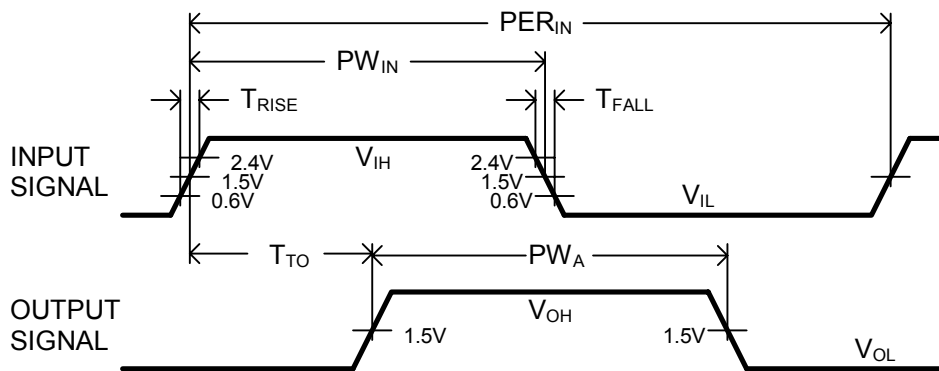 PER_IN
PW_IN
T_RISE
T_FALL
INPUT
SIGNAL
V_IH
2.4V
1.5V
0.6V
2.4V
1.5V
0.6V
V_IL
T_TO
PW_A
OUTPUT
SIGNAL
V_OH
1.5V
1.5V
V_OL